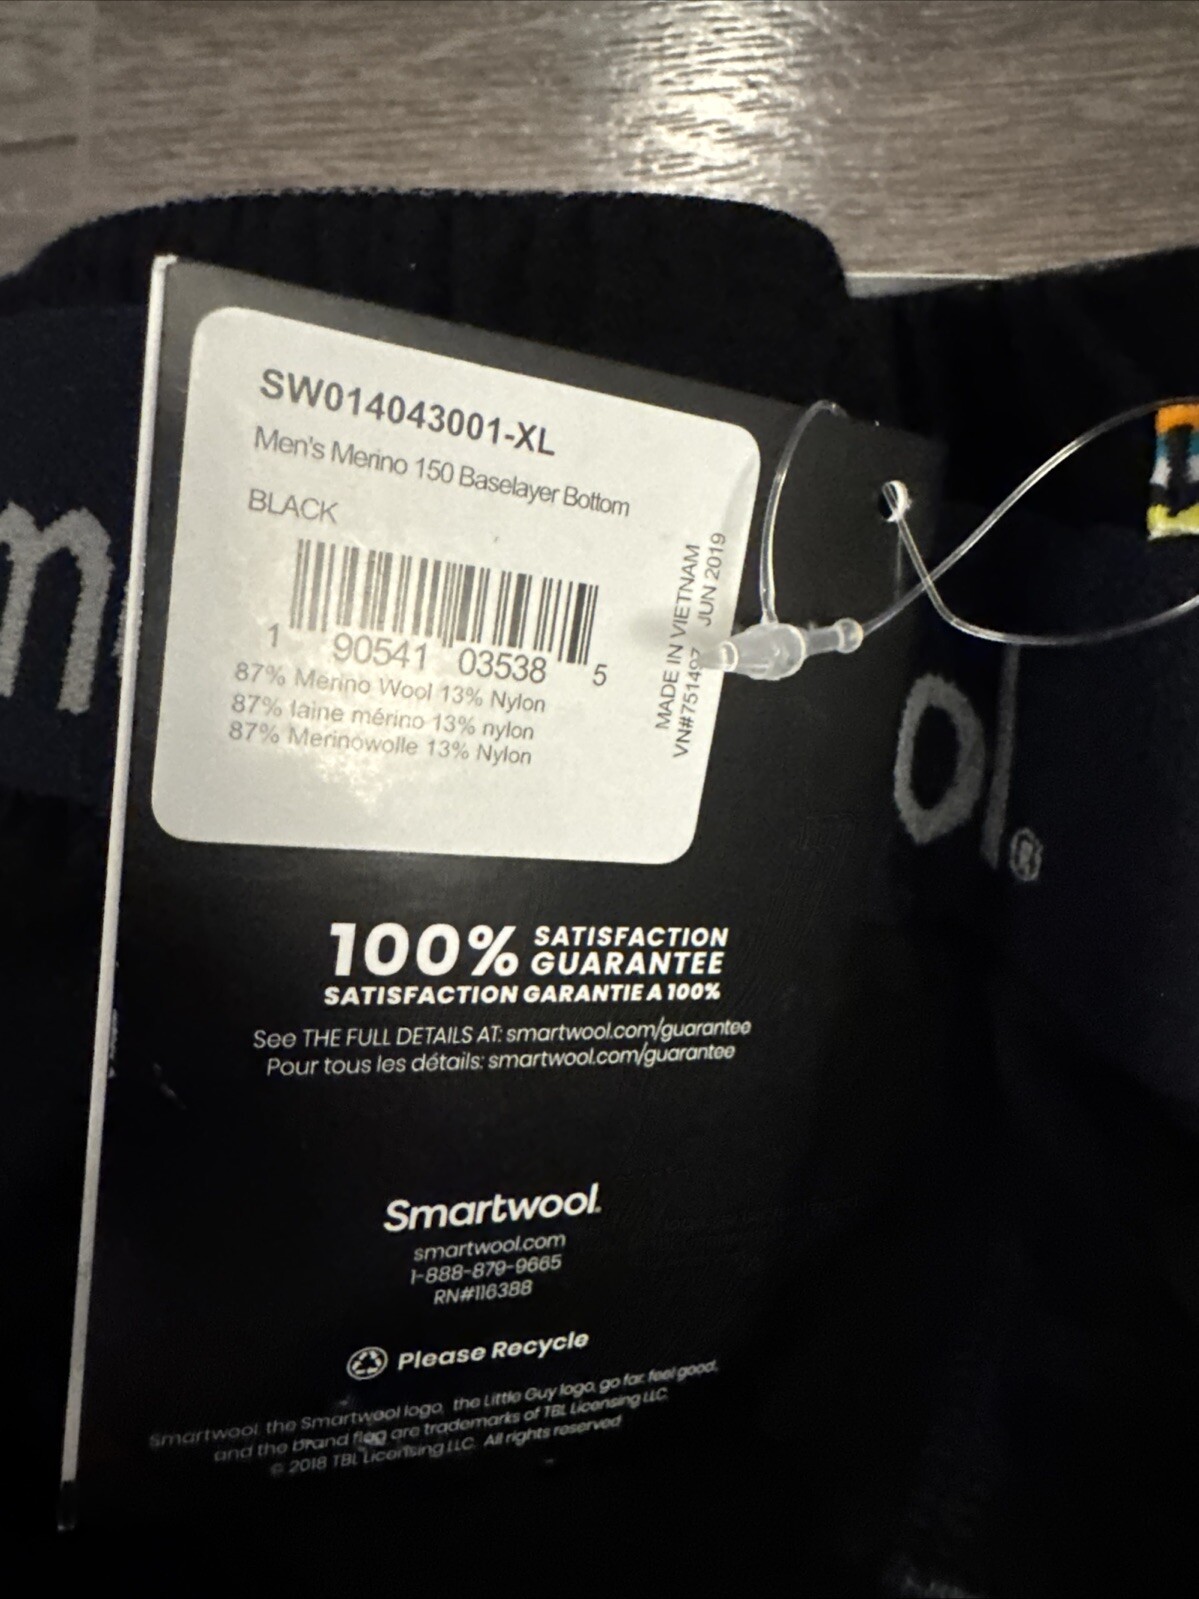 SW014043001-XL
Men's Merino 150 Baselayer Bottom
BLACK
1 90541 03538 5
87% Merino Wool 13% Nylon
87% laine mérino 13% nylon
87% Merinowolle 13% Nylon
MADE IN VIETNAM
VN#751497 JUN 2019
m
ol®
100% SATISFACTION
GUARANTEE
SATISFACTION GARANTIE A 100%
See THE FULL DETAILS AT: smartwool.com/guarantee
Pour tous les détails: smartwool.com/guarantee
Smartwool.
smartwool.com
1-888-879-9665
RN#116388
Please Recycle
Smartwool, the Smartwool logo, the Little Guy logo, go far. feel good,
and the brand flag are trademarks of TBL Licensing LLC.
© 2018 TBL Licensing LLC. All rights reserved